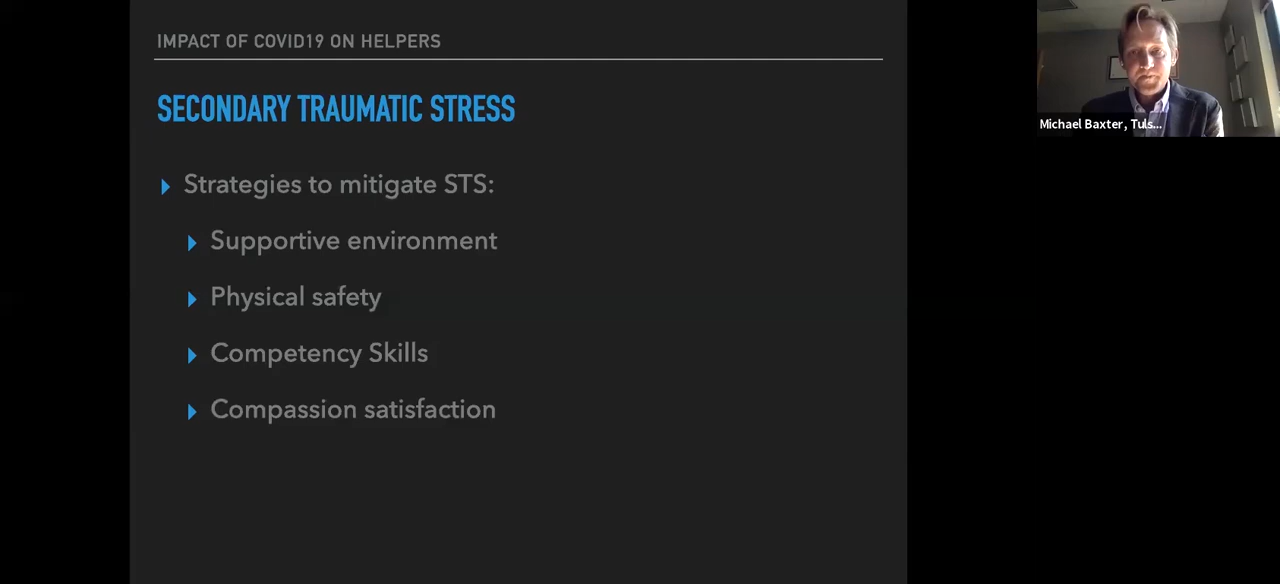 IMPACT OF COVID19 ON HELPERS
SECONDARY TRAUMATIC STRESS
Strategies to mitigate STS:
Supportive environment
Physical safety
Competency Skills
Compassion satisfaction
Michael Baxter, Tuls...